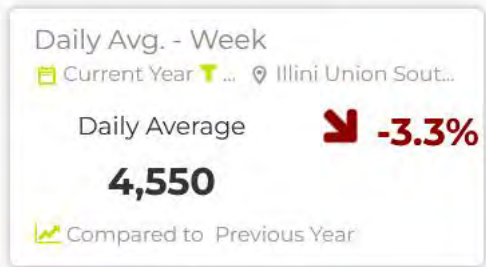 Daily Avg. - Week
Current Year ... Illini Union Sout...
Daily Average
-3.3%
4,550
Compared to Previous Year